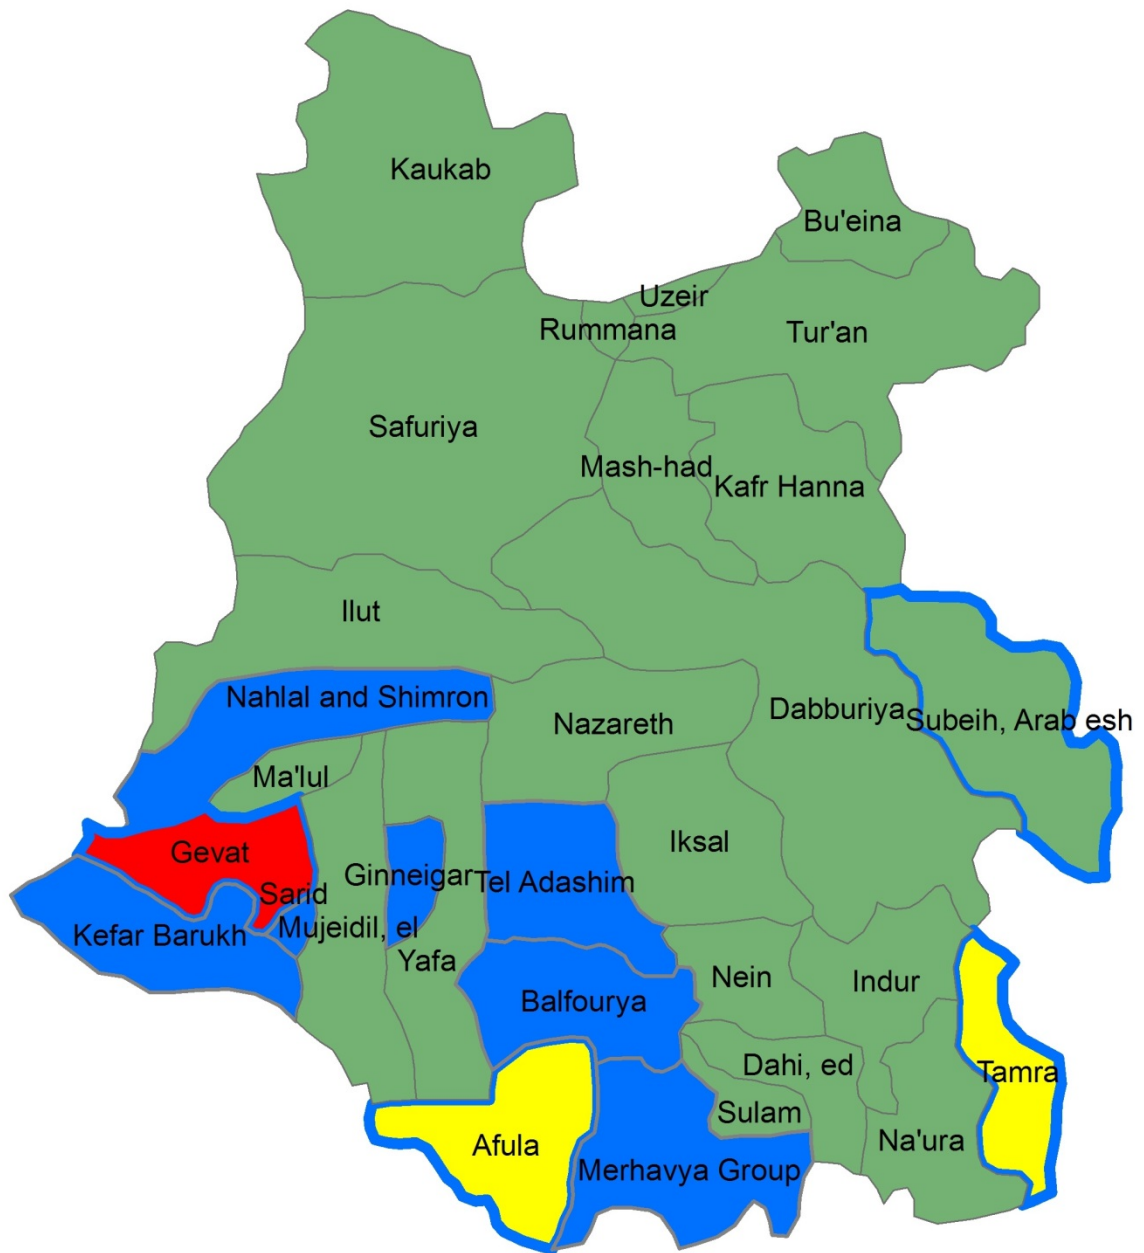 Kaukab
Bu'eina
Uzeir
Rummana
Tur'an
Safuriya
Mash-had
Kafr Hanna
Ilut
Nahlal and Shimron
Nazareth
Dabburiya
Subeih, Arab esh
Ma'lul
Gevat
Iksal
Ginneigar
Tel Adashim
Sarid
Mujeidil, el
Kefar Barukh
Yafa
Nein
Indur
Balfourya
Dahi, ed
Tamra
Sulam
Afula
Na'ura
Merhavya Group